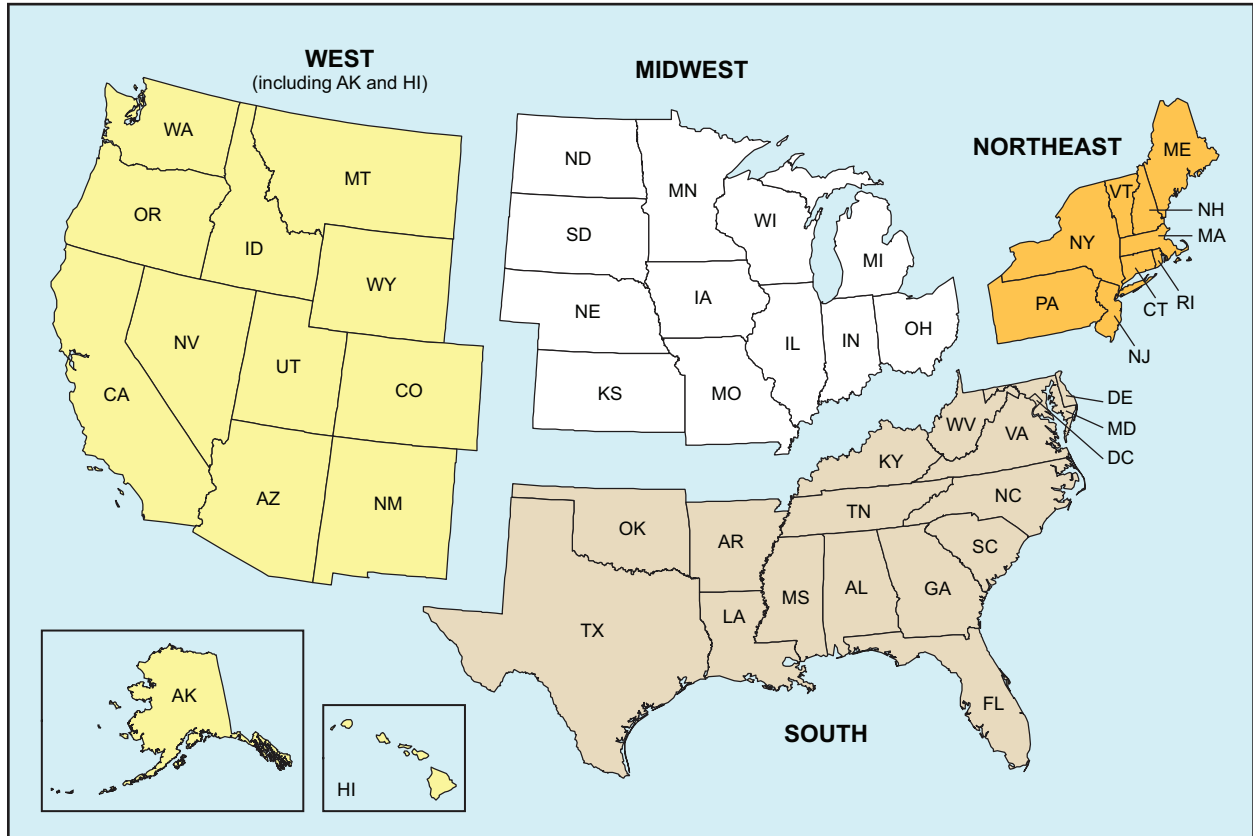 WEST
(including AK and HI)
WA
MT
OR
ID
WY
NV
UT
CO
CA
AZ
NM
AK
HI
MIDWEST
ND
MN
SD
WI
MI
NE
IA
IL
IN
OH
KS
MO
NORTHEAST
ME
VT
NH
MA
NY
PA
CT
RI
NJ
DE
MD
DC
WV
VA
KY
NC
TN
OK
AR
SC
MS
AL
GA
LA
TX
FL
SOUTH